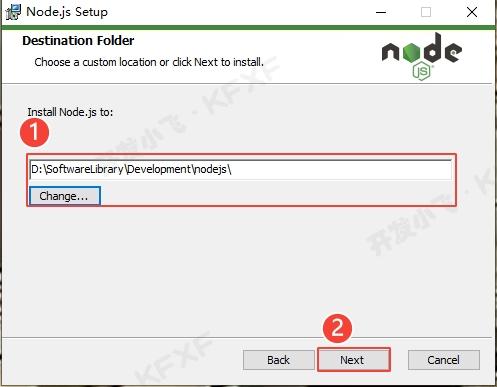 Node.js Setup
Destination Folder
Choose a custom location or click Next to install.
node
JS
Install Node.js to:
1
D:\SoftwareLibrary\Development\nodejs\
Change...
2
Back
Next
Cancel
开发小飞 · KFXF
开发小飞
KFXF